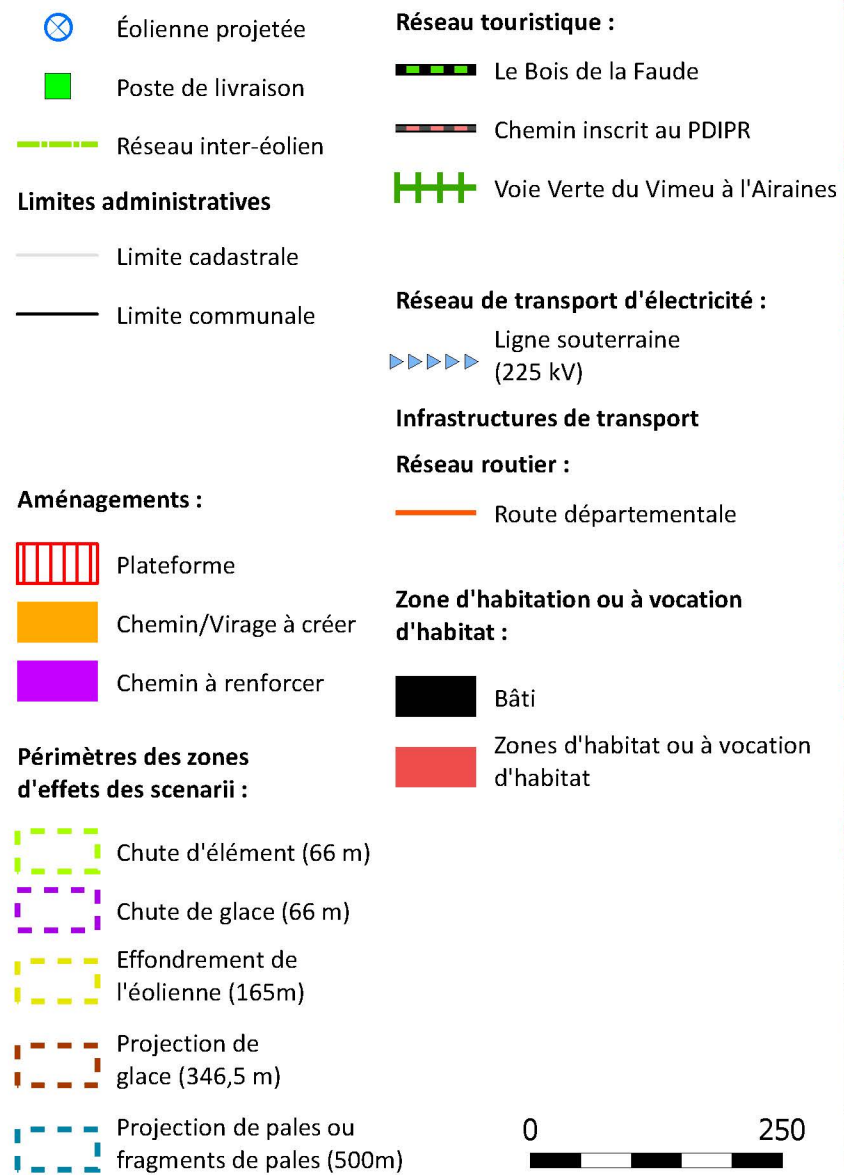 Éolienne projetée
Poste de livraison
Réseau inter-éolien
Limites administratives
Limite cadastrale
Limite communale
Aménagements :
Plateforme
Chemin/Virage à créer
Chemin à renforcer
Périmètres des zones
d'effets des scenarii :
Chute d'élément (66 m)
Chute de glace (66 m)
Effondrement de
l'éolienne (165m)
Projection de
glace (346,5 m)
Projection de pales ou
fragments de pales (500m)
Réseau touristique :
Le Bois de la Faude
Chemin inscrit au PDIPR
Voie Verte du Vimeu à l'Airaines
Réseau de transport d'électricité :
Ligne souterraine
(225 kV)
Infrastructures de transport
Réseau routier :
Route départementale
Zone d'habitation ou à vocation
d'habitat :
Bâti
Zones d'habitat ou à vocation
d'habitat
0 250